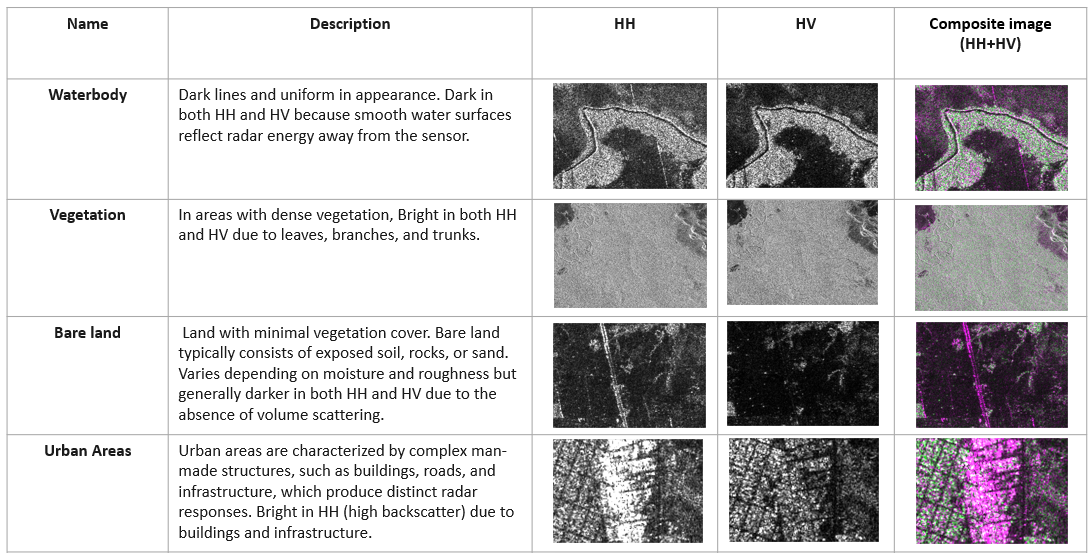 Name
Description
HH
HV
Composite image
(HH+HV)
Waterbody
Dark lines and uniform in appearance. Dark in
both HH and HV because smooth water surfaces
reflect radar energy away from the sensor.
Vegetation
In areas with dense vegetation, Bright in both HH
and HV due to leaves, branches, and trunks.
Bare land
Land with minimal vegetation cover. Bare land
typically consists of exposed soil, rocks, or sand.
Varies depending on moisture and roughness but
generally darker in both HH and HV due to the
absence of volume scattering.
Urban Areas
Urban areas are characterized by complex man-
made structures, such as buildings, roads, and
infrastructure, which produce distinct radar
responses. Bright in HH (high backscatter) due to
buildings and infrastructure.